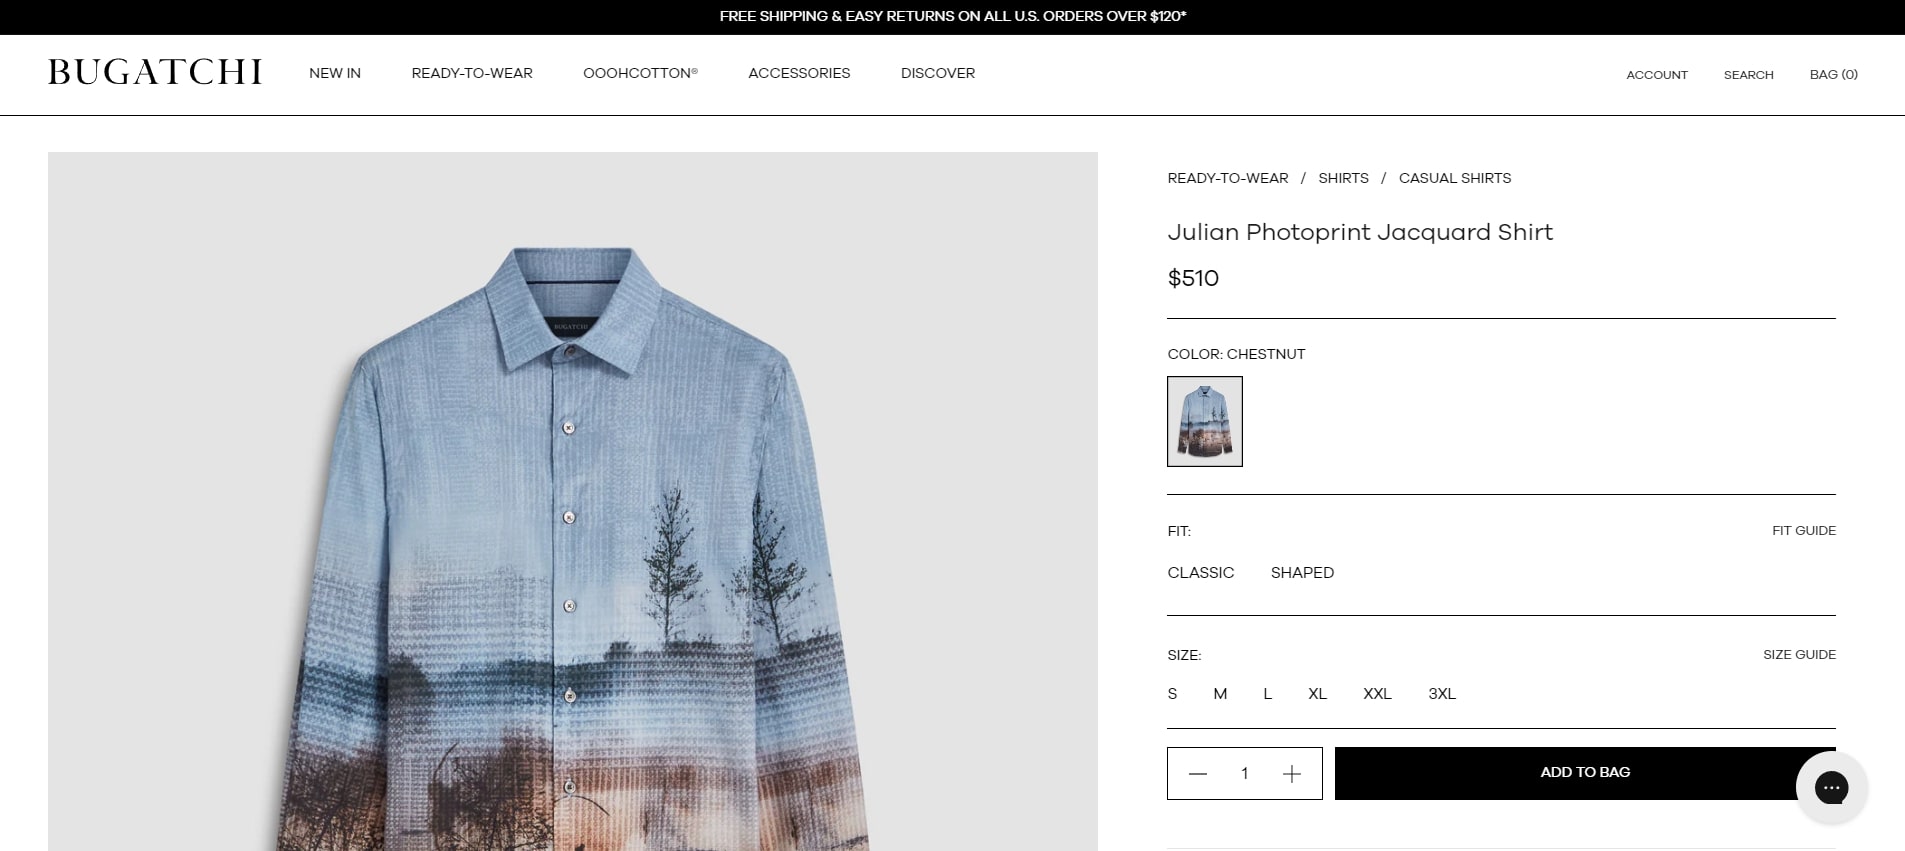 FREE SHIPPING & EASY RETURNS ON ALL U.S. ORDERS OVER $120*
BUGATCHI
NEW IN
READY-TO-WEAR
OOOHCOTTON®
ACCESSORIES
DISCOVER
ACCOUNT
SEARCH
BAG (0)
BUGATCHI
READY-TO-WEAR / SHIRTS / CASUAL SHIRTS
Julian Photoprint Jacquard Shirt
$510
COLOR: CHESTNUT
FIT:
FIT GUIDE
CLASSIC
SHAPED
SIZE:
SIZE GUIDE
S M L XL XXL 3XL
1
ADD TO BAG